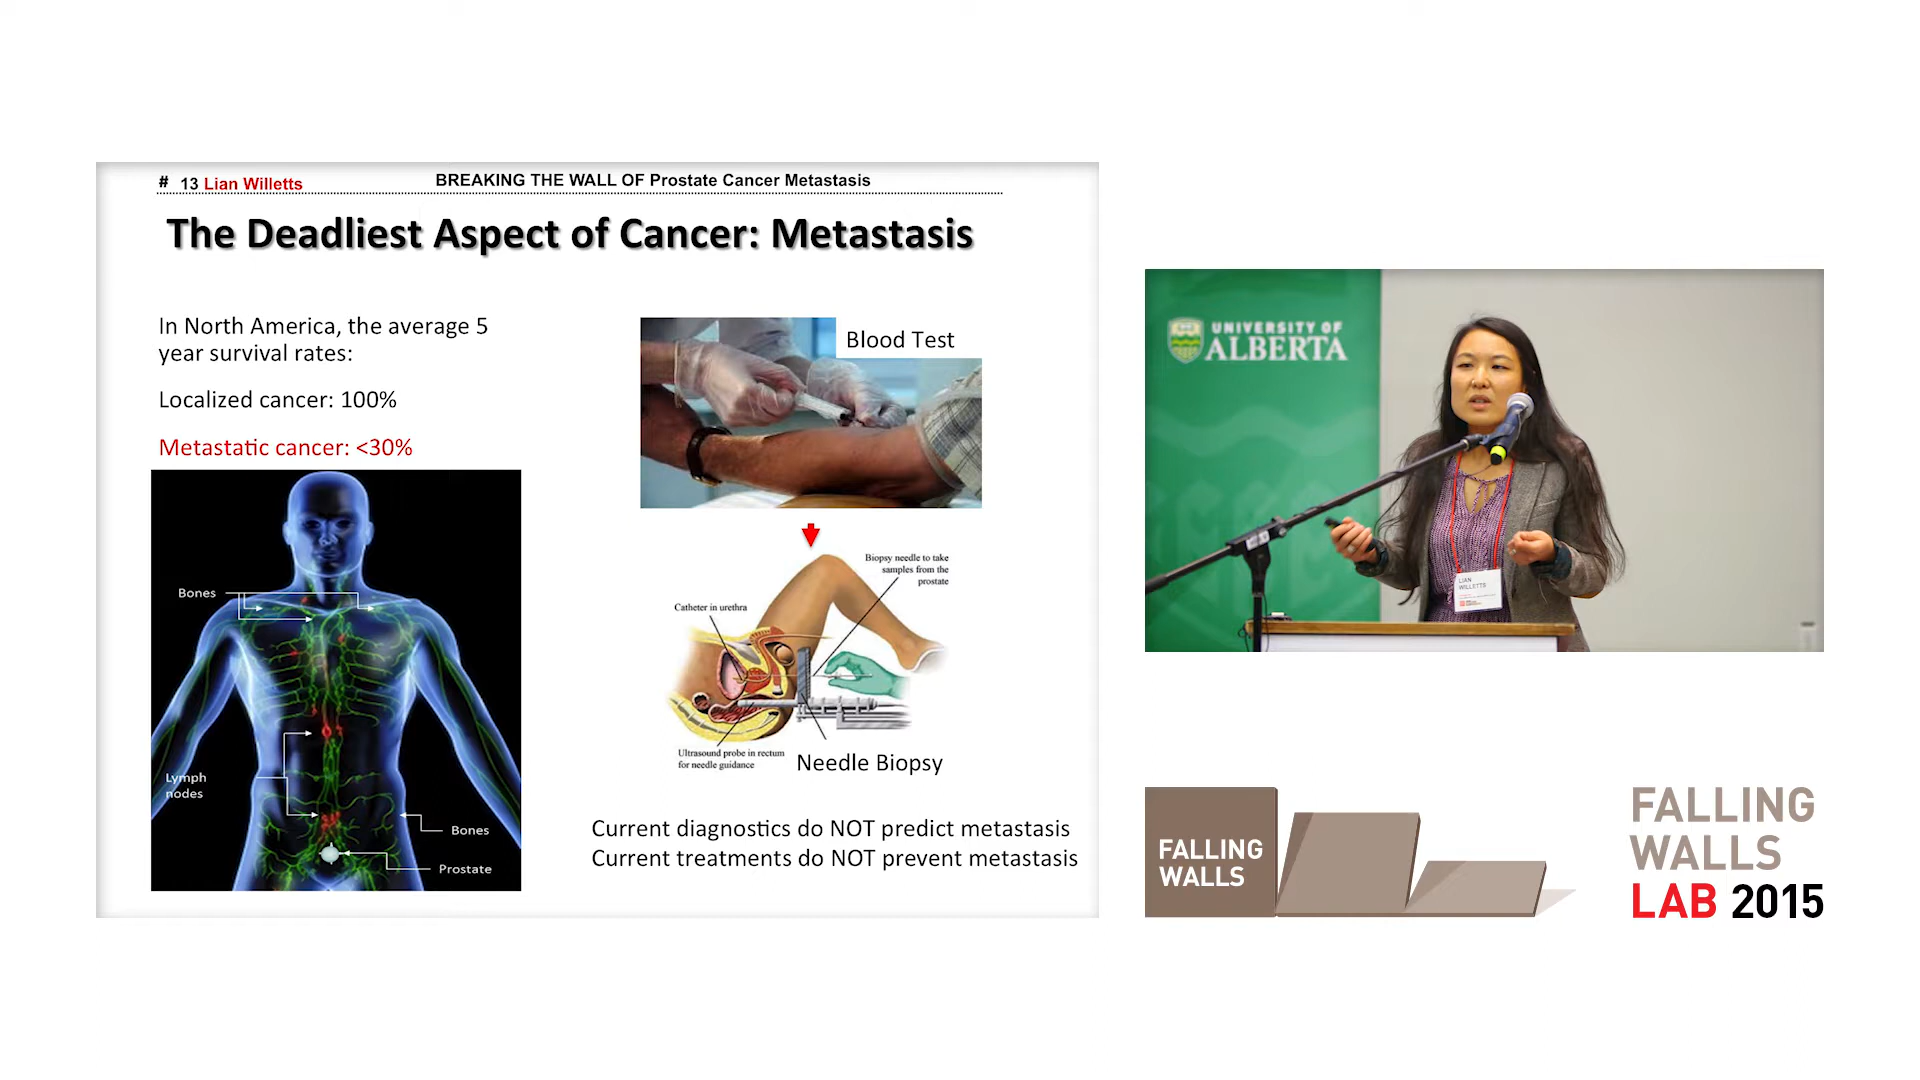 # 13 Lian Willetts
BREAKING THE WALL OF Prostate Cancer Metastasis
The Deadliest Aspect of Cancer: Metastasis
In North America, the average 5
year survival rates:
Localized cancer: 100%
Metastatic cancer: <30%
Bones
Lymph
nodes
Bones
Prostate
Blood Test
Biopsy needle to take
samples from the
prostate
Catheter in urethra
Ultrasound probe in rectum
for needle guidance
Needle Biopsy
Current diagnostics do NOT predict metastasis
Current treatments do NOT prevent metastasis
UNIVERSITY OF
ALBERTA
LIAN
WILLETTS
FALLING
WALLS
FALLING
WALLS
LAB 2015